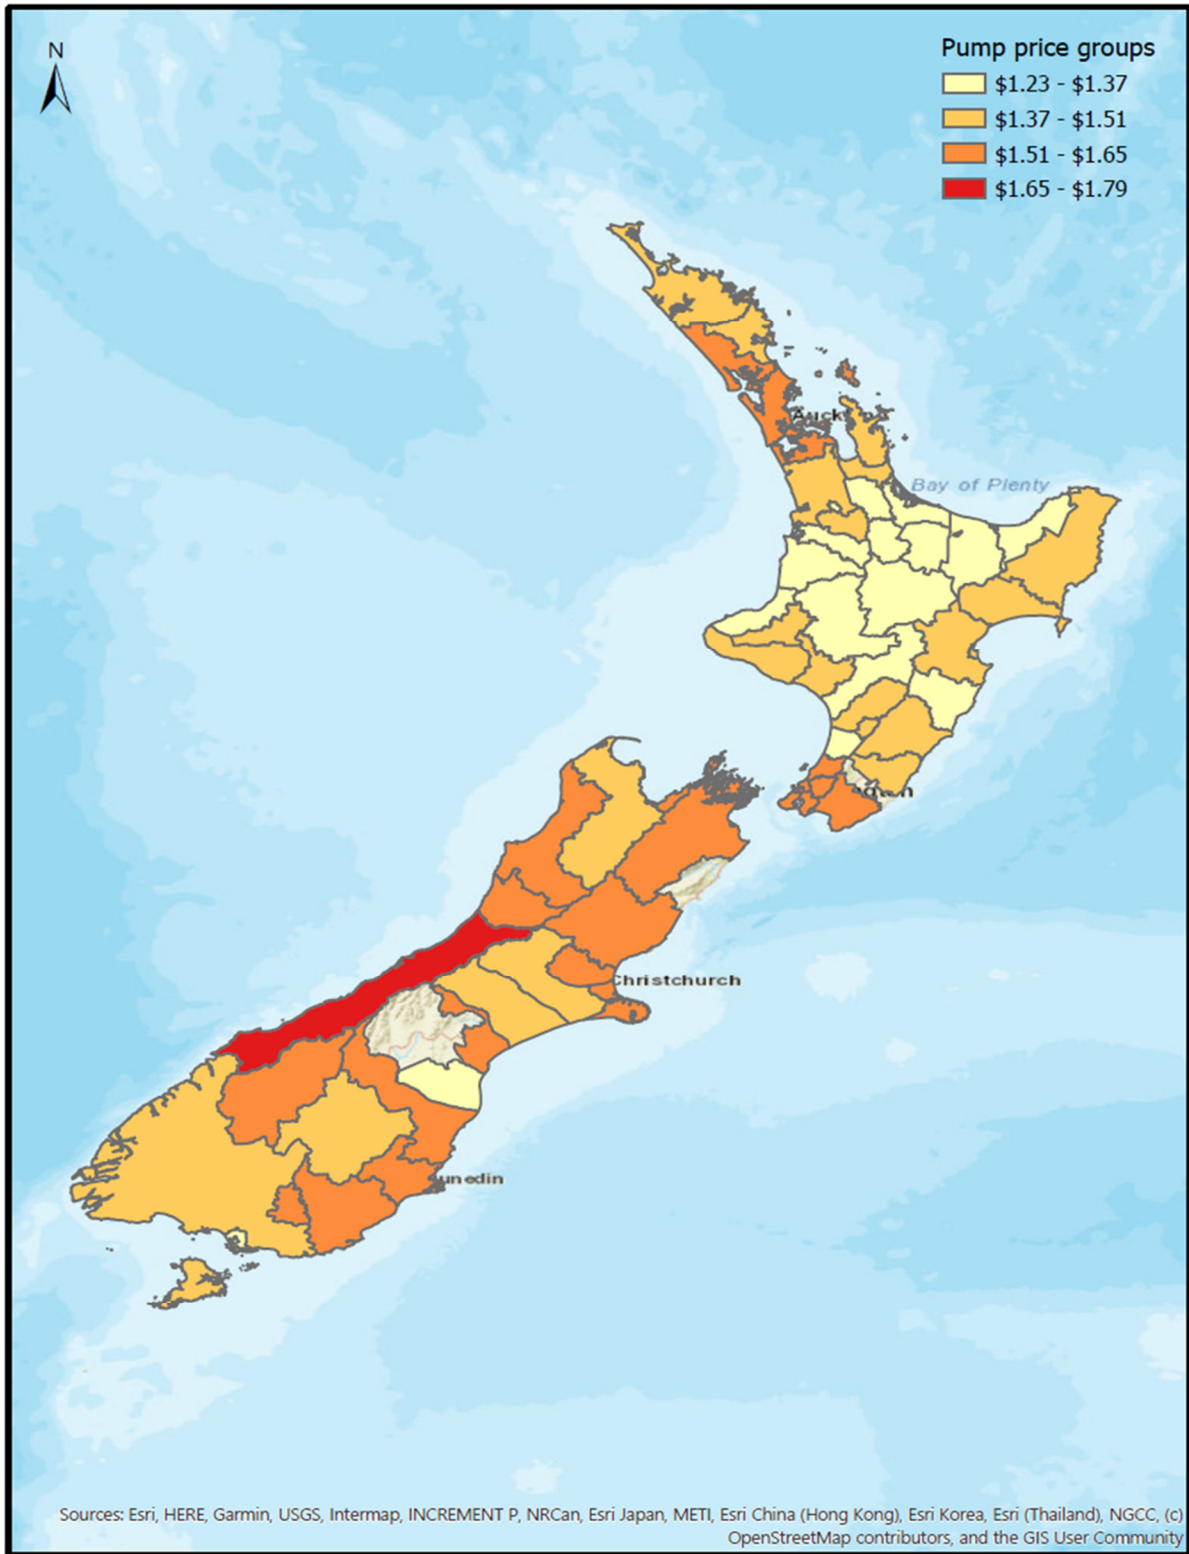 N
Pump price groups
$1.23 - $1.37
$1.37 - $1.51
$1.51 - $1.65
$1.65 - $1.79
Auck
Bay of Plenty
Christchurch
unedin
Sources: Esri, HERE, Garmin, USGS, Intermap, INCREMENT P, NRCan, Esri Japan, METI, Esri China (Hong Kong), Esri Korea, Esri (Thailand), NGCC, (c)
OpenStreetMap contributors, and the GIS User Community